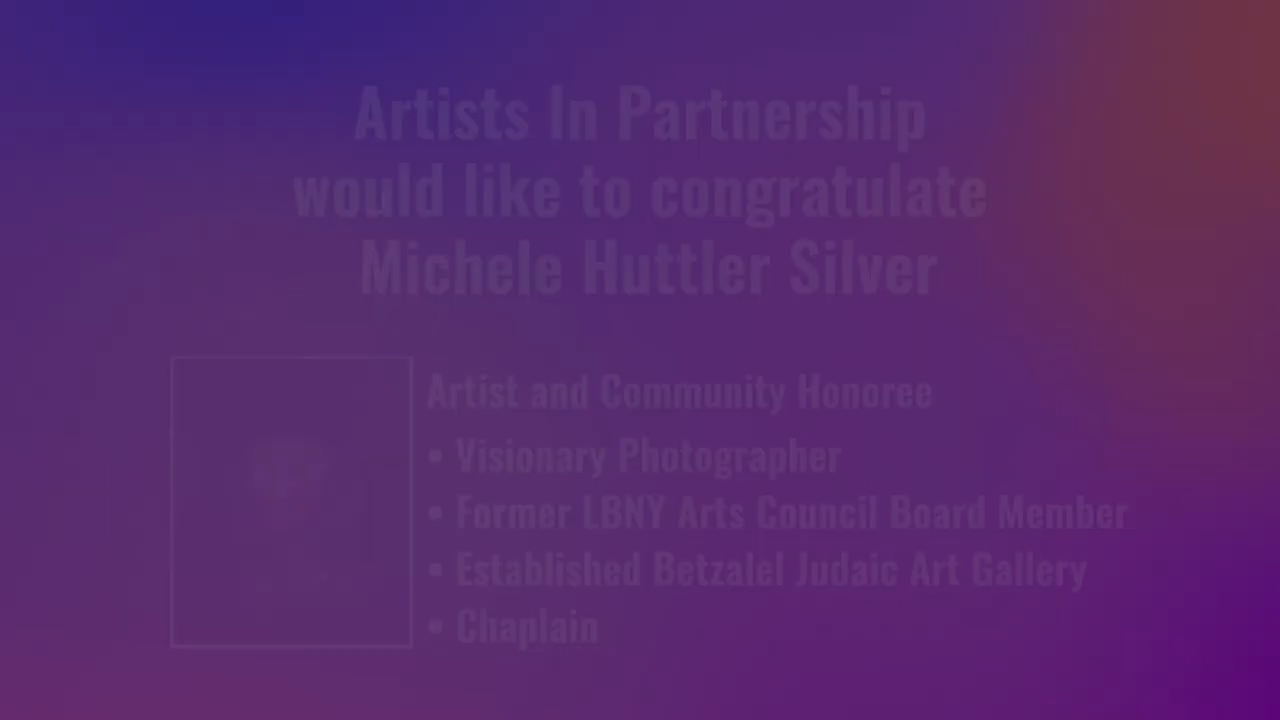 Artists In Partnership
would like to congratulate
Michele Huttler Silver
Artist and Community Honoree
• Visionary Photographer
• Former LBNY Arts Council Board Member
• Established Betzalel Judaic Art Gallery
• Chaplain